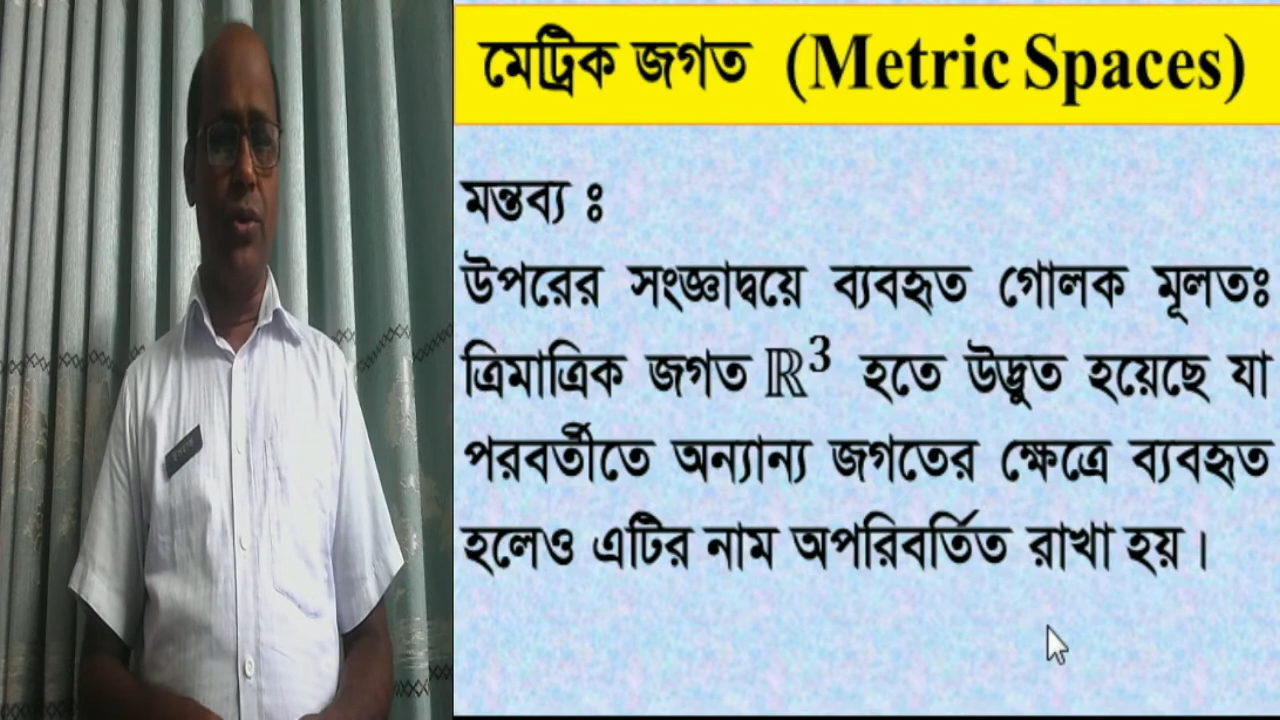 মেট্রিক জগত (Metric Spaces)
মন্তব্য ঃ
উপরের সংজ্ঞাদ্বয়ে ব্যবহৃত গোলক মূলতঃ
ত্রিমাত্রিক জগত ℝ³ হতে উদ্ভুত হয়েছে যা
পরবর্তীতে অন্যান্য জগতের ক্ষেত্রে ব্যবহৃত
হলেও এটির নাম অপরিবর্তিত রাখা হয়।